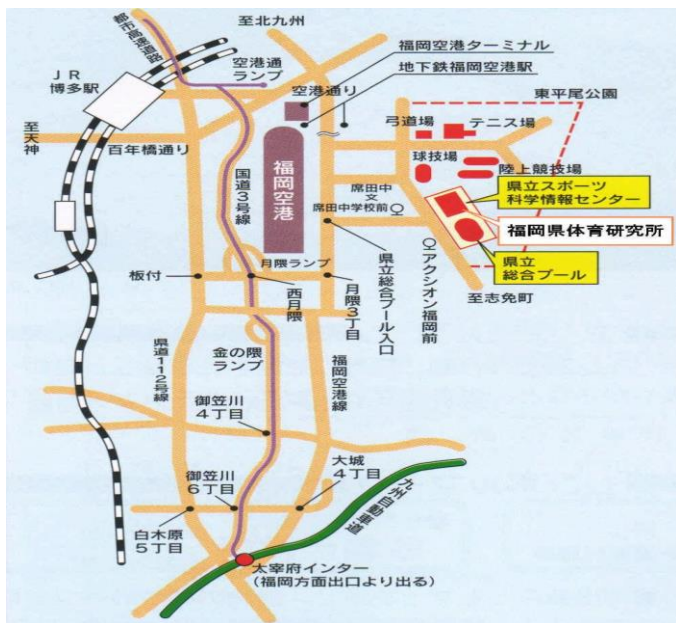 至北九州
都市高速道路
福岡空港ターミナル
空港通
ランプ
空港通り
地下鉄福岡空港駅
JR
博多駅
東平尾公園
弓道場
テニス場
至天神
百年橋通り
国道3号線
福岡空港
球技場
陸上競技場
席田中
文
席田中学校前
県立スポーツ
科学情報センター
福岡県体育研究所
県立
総合プール
月隈ランプ
板付
西月隈
月隈3丁目
県立総合プール入口
アクシオン福岡前
至志免町
県道112号線
金の隈
ランプ
福岡空港線
御笠川
4丁目
御笠川
6丁目
大城
4丁目
九州自動車道
白木原
5丁目
太宰府インター
(福岡方面出口より出る)